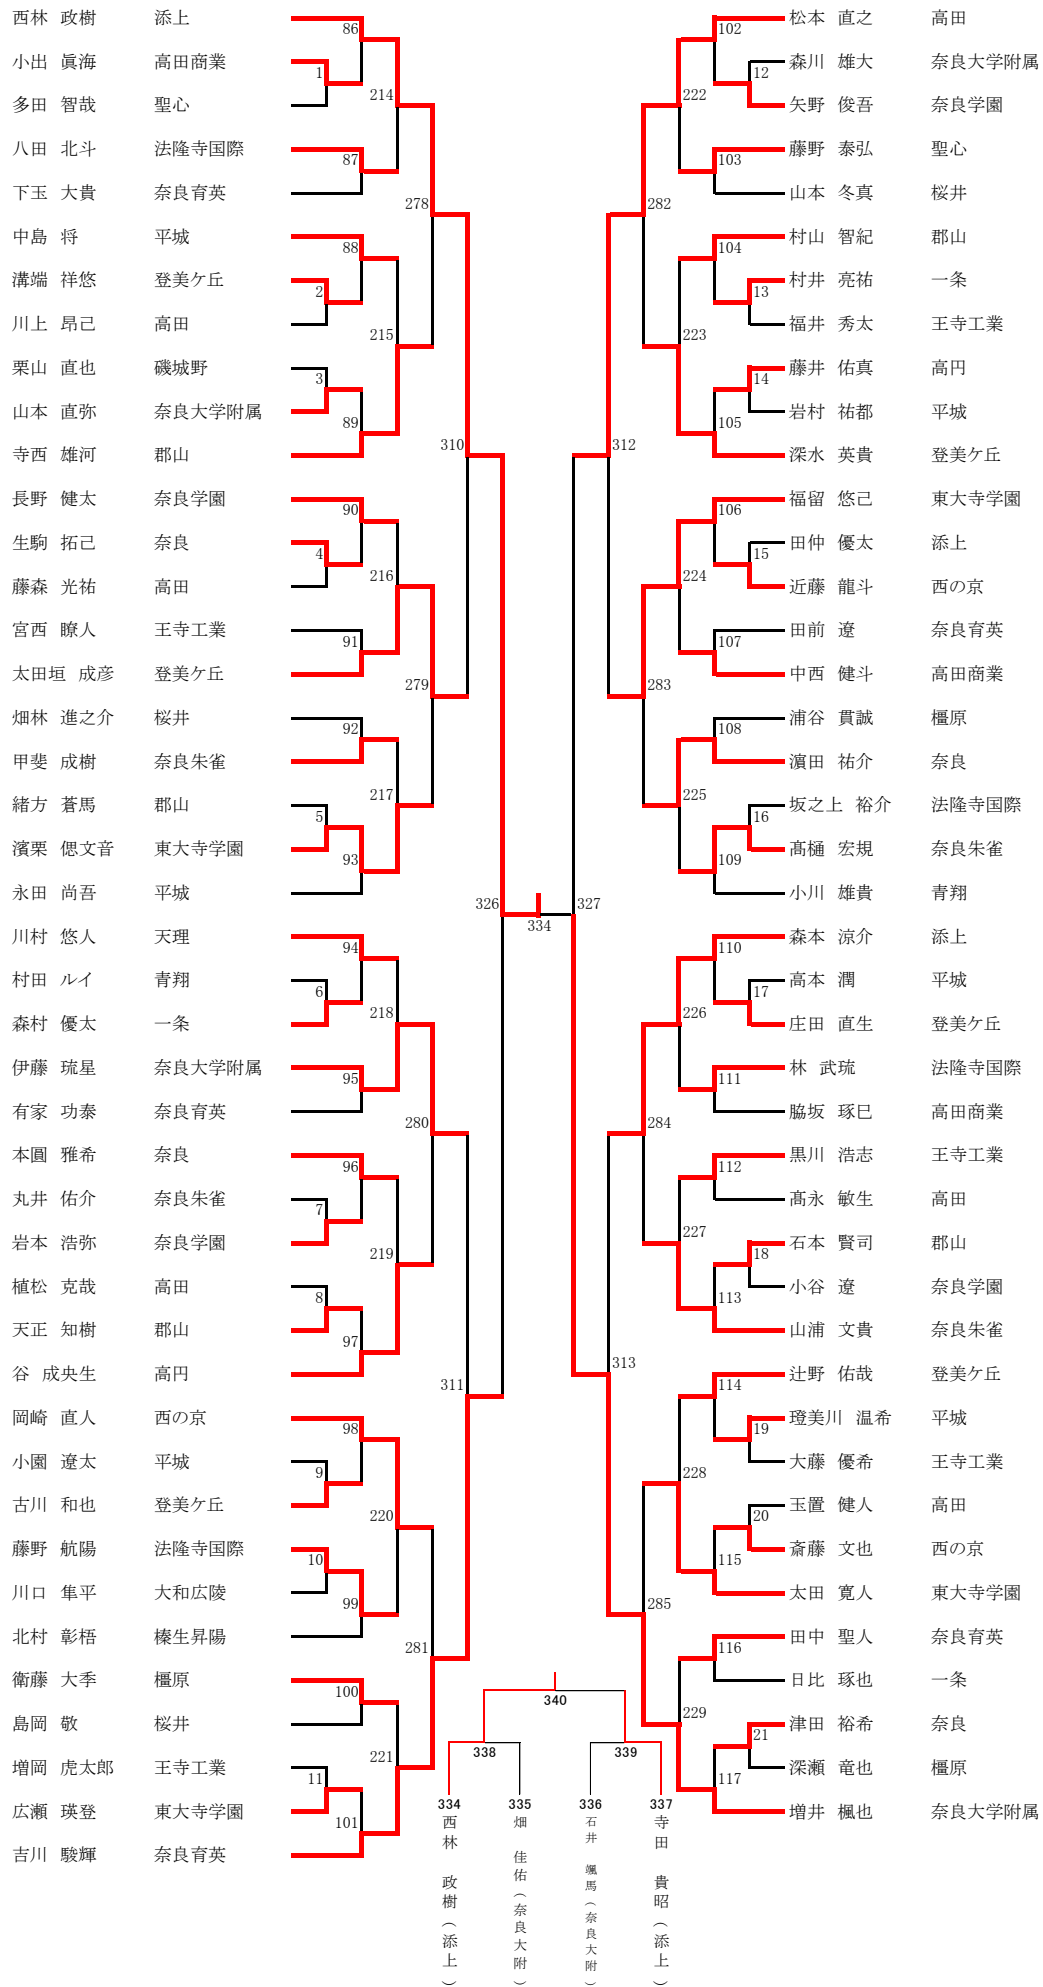 西林 政樹 添上
小出 眞海 高田商業
多田 智哉 聖心
八田 北斗 法隆寺国際
下玉 大貴 奈良育英
中島 将 平城
溝端 祥悠 登美ケ丘
川上 昂己 高田
栗山 直也 磯城野
山本 直弥 奈良大学附属
寺西 雄河 郡山
長野 健太 奈良学園
生駒 拓己 奈良
藤森 光祐 高田
宮西 瞭人 王寺工業
太田垣 成彦 登美ケ丘
畑林 進之介 桜井
甲斐 成樹 奈良朱雀
緒方 蒼馬 郡山
濱栗 偲文音 東大寺学園
永田 尚吾 平城
川村 悠人 天理
村田 ルイ 青翔
森村 優太 一条
伊藤 琉星 奈良大学附属
有家 功泰 奈良育英
本圓 雅希 奈良
丸井 佑介 奈良朱雀
岩本 浩弥 奈良学園
植松 克哉 高田
天正 知樹 郡山
谷 成央生 高円
岡崎 直人 西の京
小園 遼太 平城
古川 和也 登美ケ丘
藤野 航陽 法隆寺国際
川口 隼平 大和広陵
北村 彰梧 榛生昇陽
衛藤 大季 橿原
島岡 敬 桜井
増岡 虎太郎 王寺工業
広瀬 瑛登 東大寺学園
吉川 駿輝 奈良育英
1
2
3
4
5
6
7
8
9
10
11
86
87
88
89
90
91
92
93
94
95
96
97
98
99
100
101
214
215
216
217
218
219
220
221
278
279
280
281
310
311
326
334
327
312
313
282
283
284
285
222
223
224
225
226
227
228
229
102
103
104
105
106
107
108
109
110
111
112
113
114
115
116
117
12
13
14
15
16
17
18
19
20
21
松本 直之 高田
森川 雄大 奈良大学附属
矢野 俊吾 奈良学園
藤野 泰弘 聖心
山本 冬真 桜井
村山 智紀 郡山
村井 亮祐 一条
福井 秀太 王寺工業
藤井 佑真 高円
岩村 祐都 平城
深水 英貴 登美ケ丘
福留 悠己 東大寺学園
田仲 優太 添上
近藤 龍斗 西の京
田前 遼 奈良育英
中西 健斗 高田商業
浦谷 貫誠 橿原
濵田 祐介 奈良
坂之上 裕介 法隆寺国際
髙樋 宏規 奈良朱雀
小川 雄貴 青翔
森本 涼介 添上
高本 潤 平城
庄田 直生 登美ケ丘
林 武琉 法隆寺国際
脇坂 琢巳 高田商業
黒川 浩志 王寺工業
髙永 敏生 高田
石本 賢司 郡山
小谷 遼 奈良学園
山浦 文貴 奈良朱雀
辻野 佑哉 登美ケ丘
璒美川 温希 平城
大藤 優希 王寺工業
玉置 健人 高田
斎藤 文也 西の京
太田 寛人 東大寺学園
田中 聖人 奈良育英
日比 琢也 一条
津田 裕希 奈良
深瀬 竜也 橿原
増井 楓也 奈良大学附属
340
338
339
334
335
336
337
西林 政樹（添上）
畑 佳佑（奈良大附）
石井 颯馬（奈良大附）
寺田 貴昭（添上）